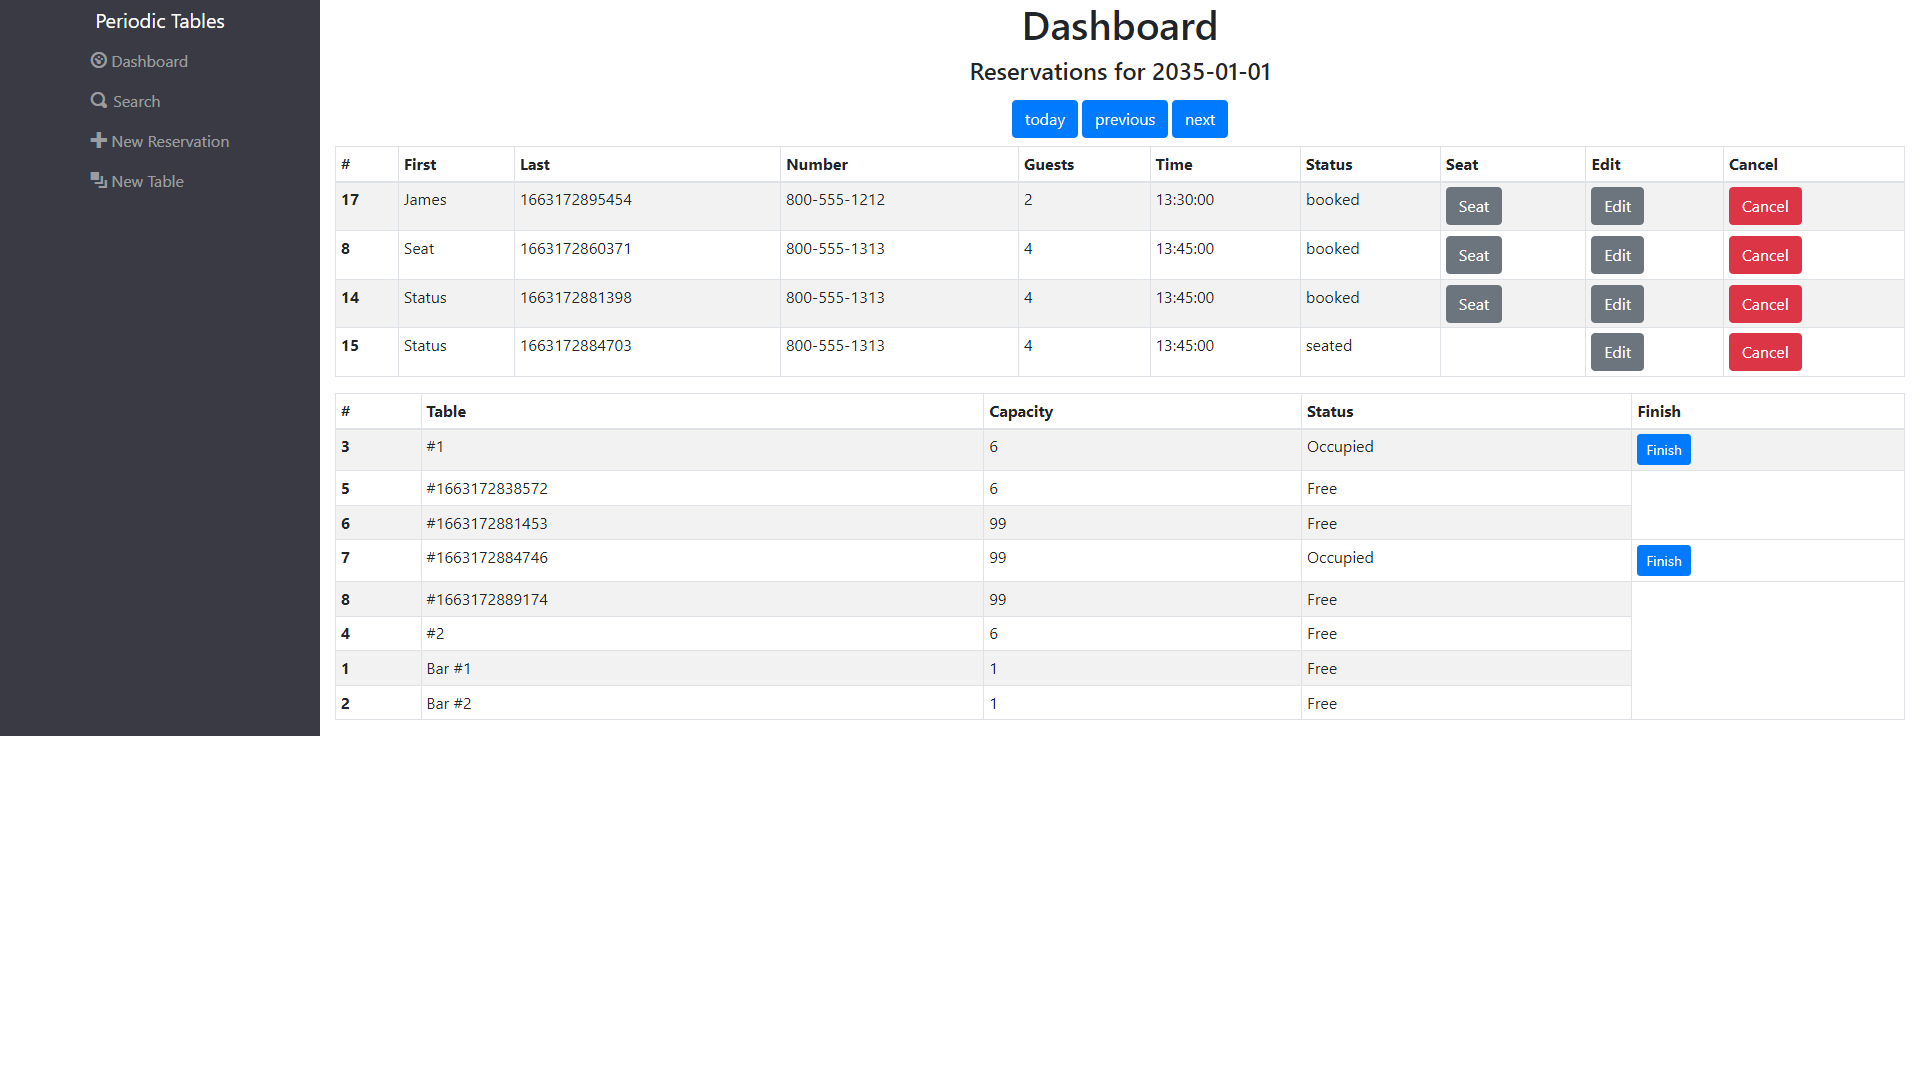 Periodic Tables
Dashboard
Search
New Reservation
New Table
Dashboard
Reservations for 2035-01-01
today previous next
# First Last Number Guests Time Status Seat Edit Cancel
17 James 1663172895454 800-555-1212 2 13:30:00 booked Seat Edit Cancel
8 Seat 1663172860371 800-555-1313 4 13:45:00 booked Seat Edit Cancel
14 Status 1663172881398 800-555-1313 4 13:45:00 booked Seat Edit Cancel
15 Status 1663172884703 800-555-1313 4 13:45:00 seated Edit Cancel
# Table Capacity Status Finish
3 #1 6 Occupied Finish
5 #1663172838572 6 Free
6 #1663172881453 99 Free
7 #1663172884746 99 Occupied Finish
8 #1663172889174 99 Free
4 #2 6 Free
1 Bar #1 1 Free
2 Bar #2 1 Free